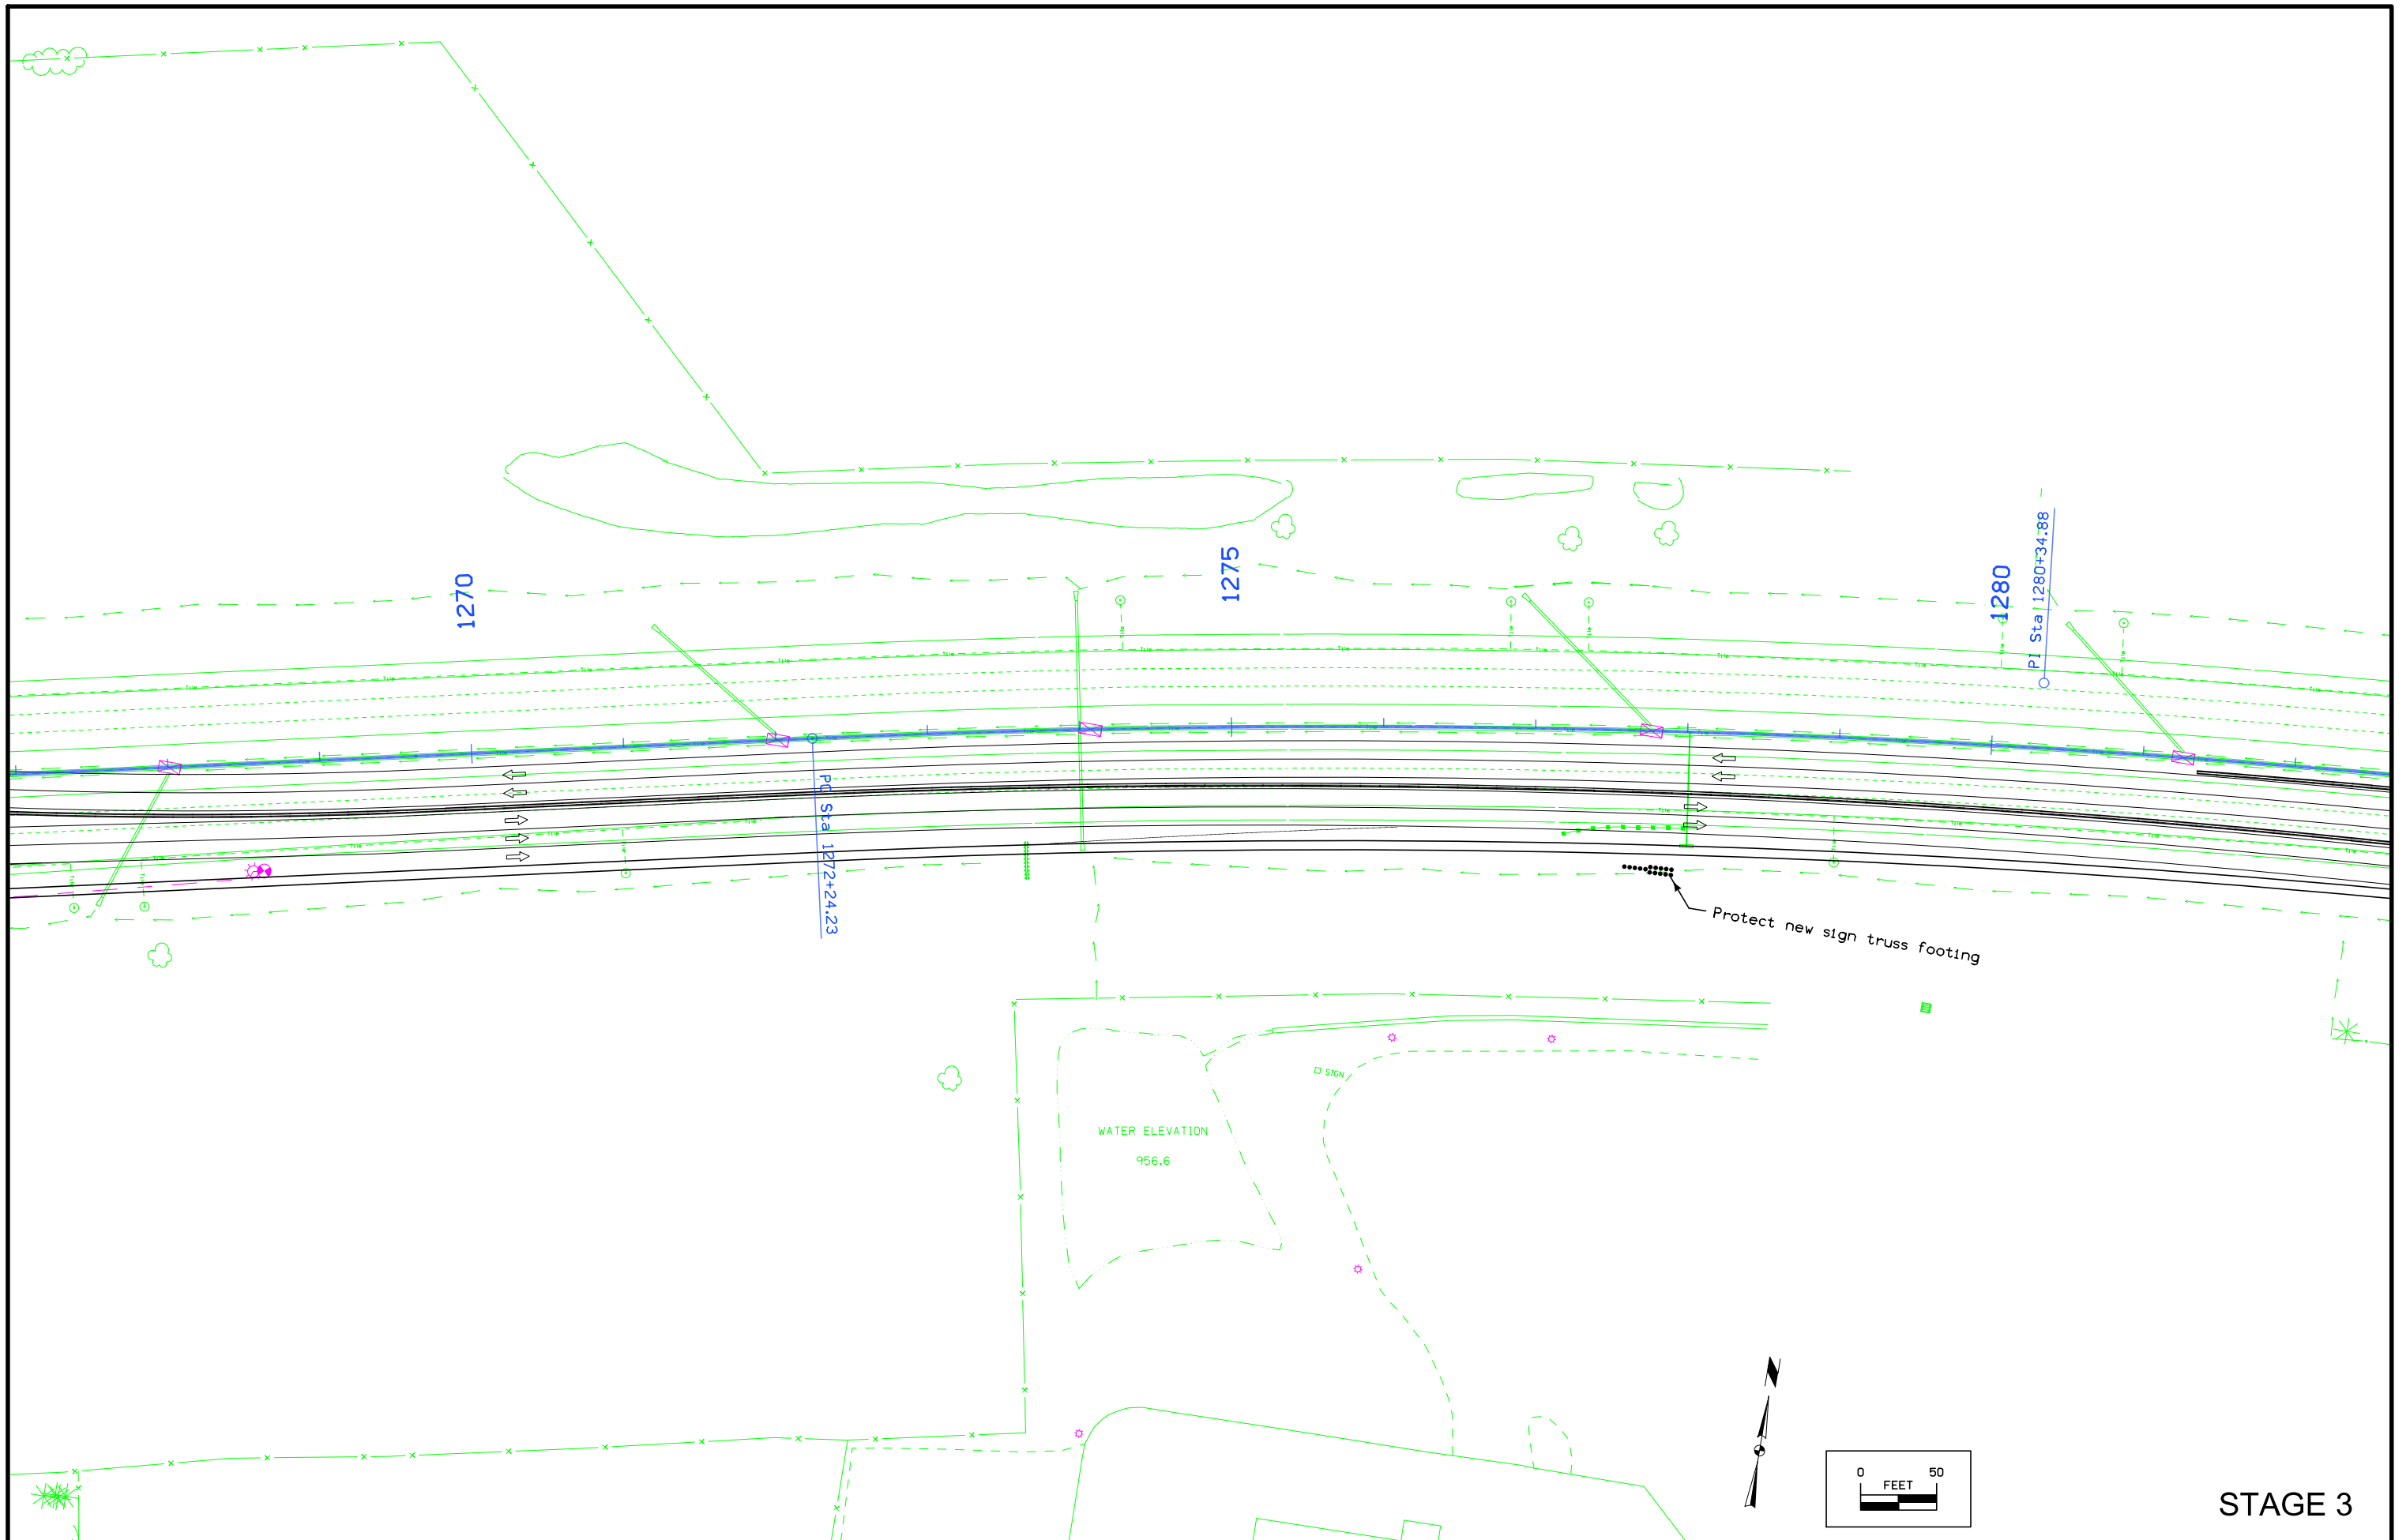 1270
1275
1280
PI Sta 1280+34.88
PC Sta 1272+24.23
Protect new sign truss footing
SIGN
WATER ELEVATION
956.6
N
0 50
FEET
STAGE 3